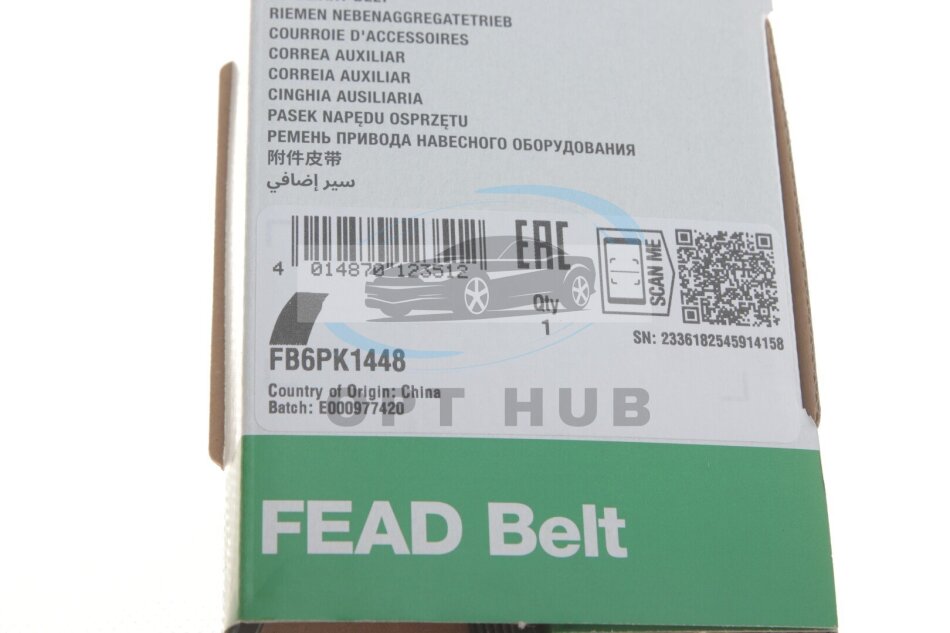 RIEMEN NEBENAGGREGATETRIEB
COURROIE D'ACCESSOIRES
CORREA AUXILIAR
CORREIA AUXILIAR
CINGHIA AUSILIARIA
PASEK NAPĘDU OSPRZĘTU
РЕМЕНЬ ПРИВОДА НАВЕСНОГО ОБОРУДОВАНИЯ
附件皮带
سير إضافي
4 014870 123512
EAC
SCAN ME
Qty
1
SN: 2336182545914158
FB6PK1448
Country of Origin: China
Batch: E000977420
OPT HUB
FEAD Belt